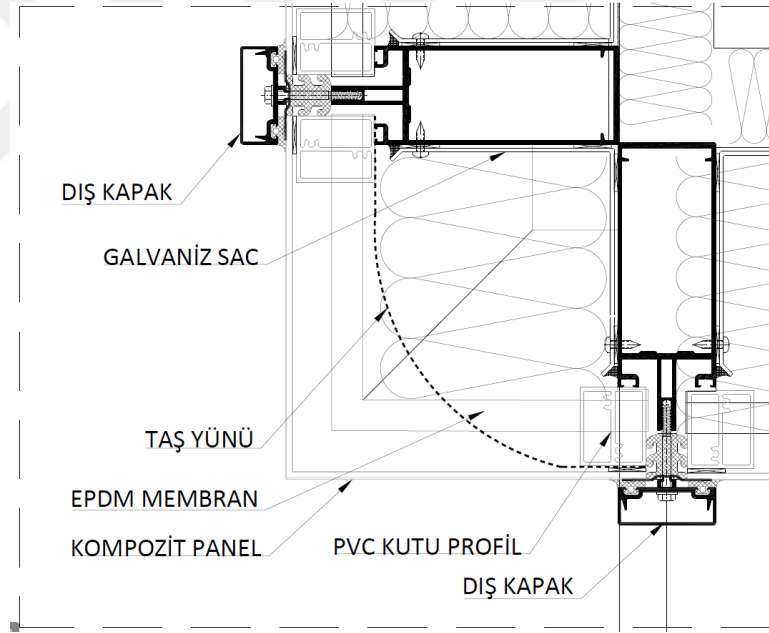 DIŞ KAPAK
GALVANİZ SAC
TAŞ YÜNÜ
EPDM MEMBRAN
KOMPOZİT PANEL
PVC KUTU PROFİL
DIŞ KAPAK